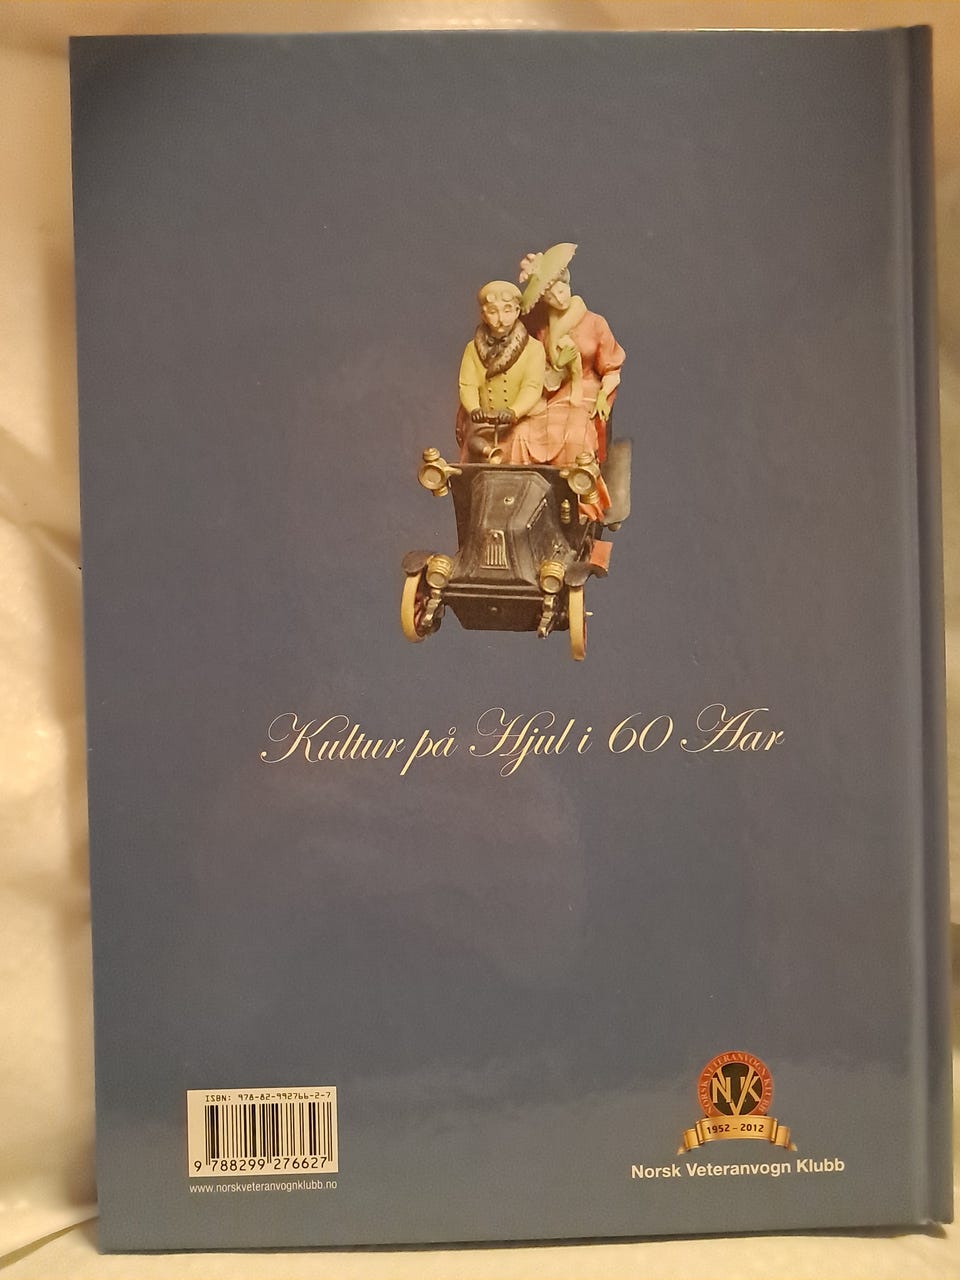 Kultur på Hjul i 60 Aar
ISBN: 978-82-992766-2-7
9 788299 276627
www.norskveteranvognklubb.no
NORSK VETERANVOGN KLUBB
NVK
1952 - 2012
Norsk Veteranvogn Klubb